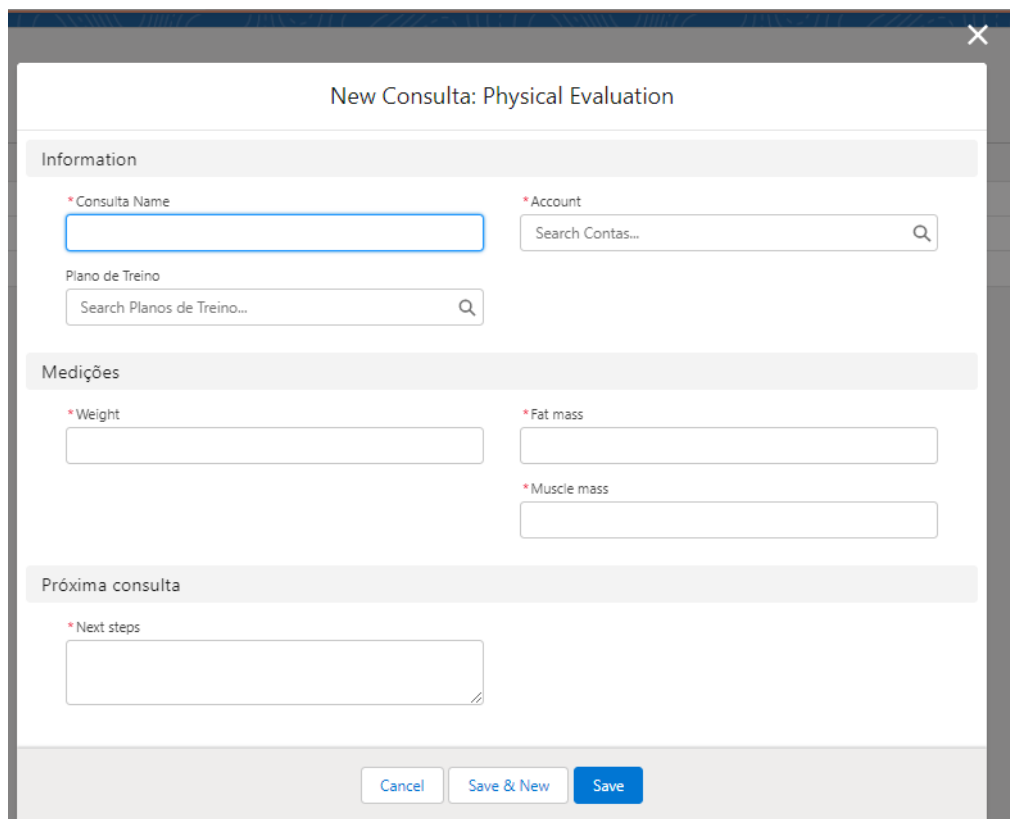 New Consulta: Physical Evaluation
Information
*Consulta Name
*Account
Search Contas...
Plano de Treino
Search Planos de Treino...
Medições
*Weight
*Fat mass
*Muscle mass
Próxima consulta
*Next steps
Cancel
Save & New
Save